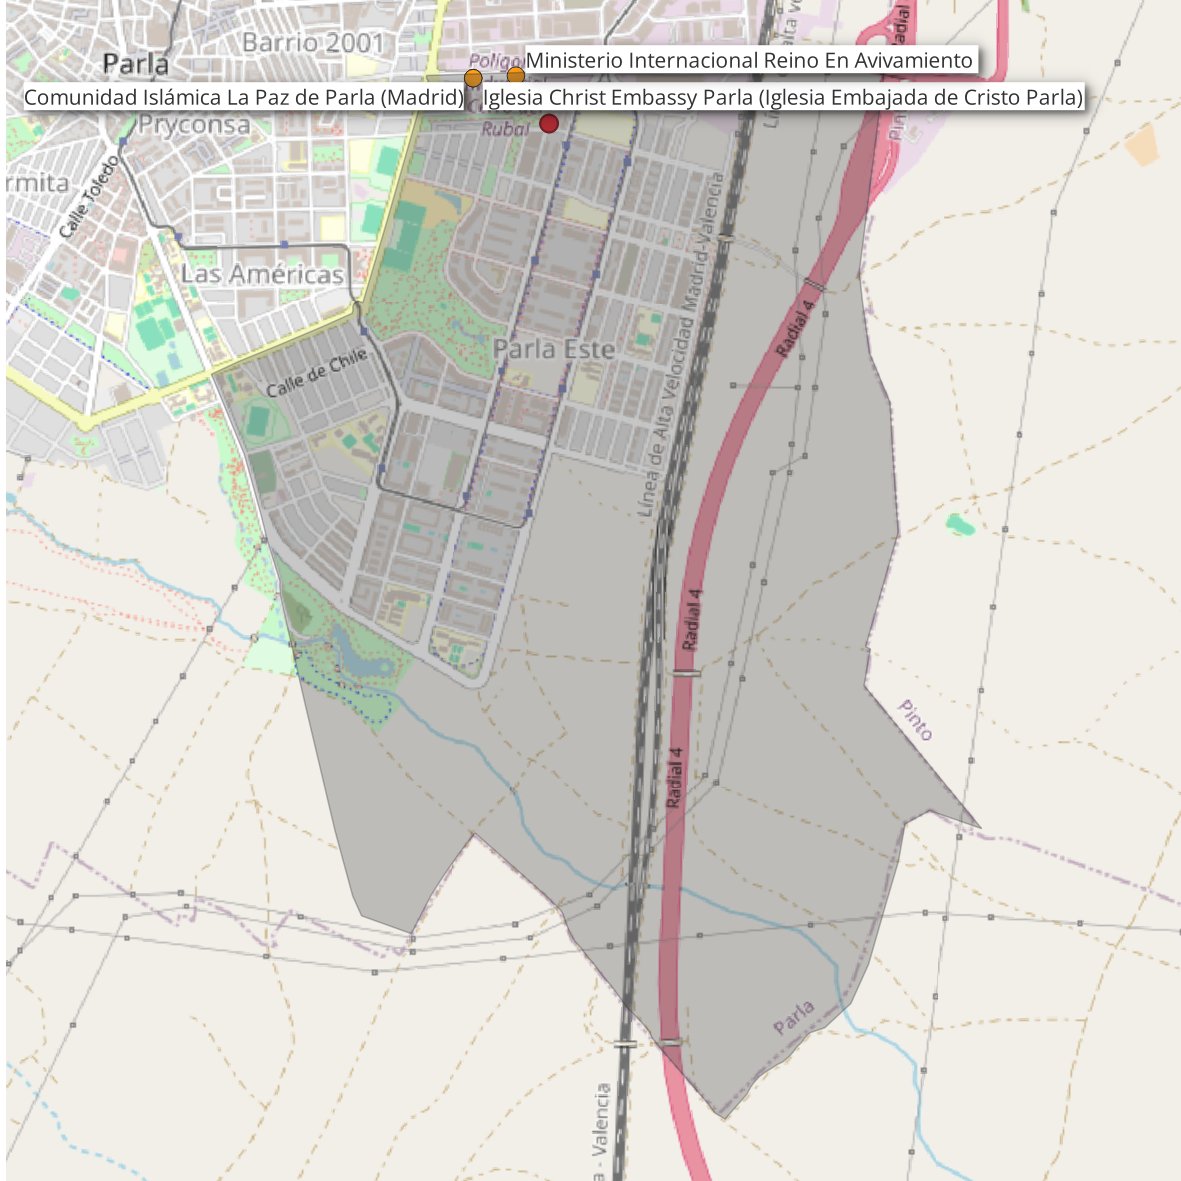 Barrio 2001
Parla
Ministerio Internacional Reino En Avivamiento
Comunidad Islámica La Paz de Parla (Madrid)
Iglesia Christ Embassy Parla (Iglesia Embajada de Cristo Parla)
Pryconsa
Rubal
Calle Toledo
Las Américas
Radial 4
Parla Este
Calle de Chile
Línea de Alta Velocidad Madrid-Valencia
Radial 4
Pinto
Radial 4
Parla
- Valencia